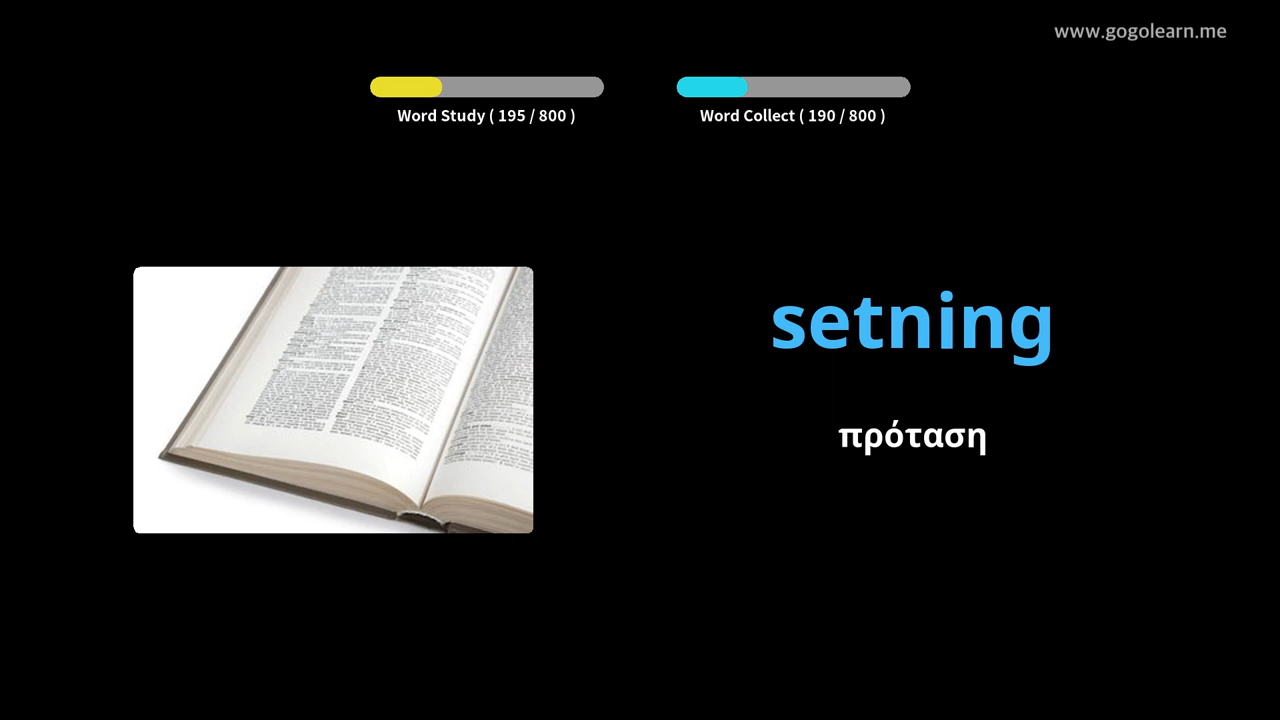 www.gogolearn.me
Word Study ( 195 / 800 )
Word Collect ( 190 / 800 )
setning
πρόταση